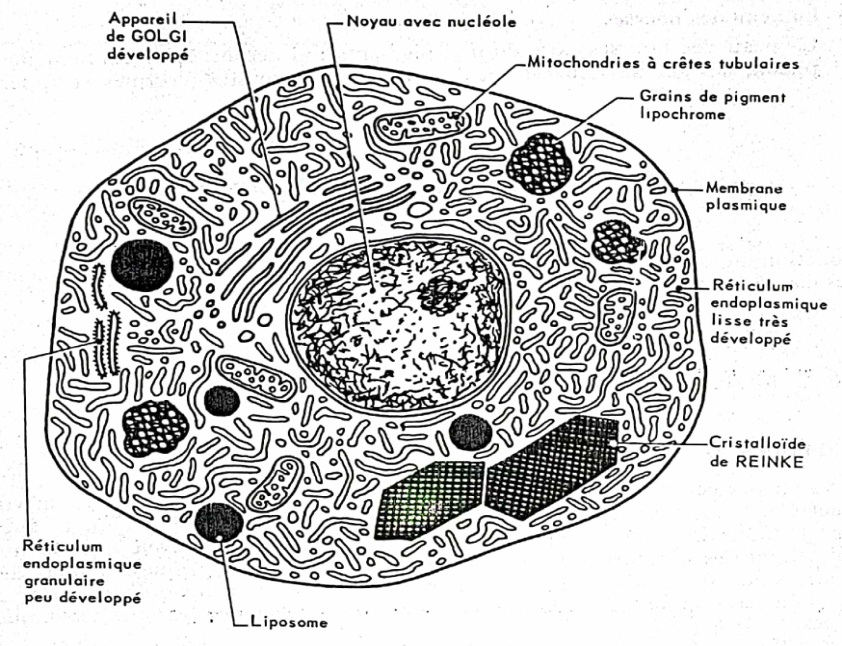 Appareil
de GOLGI
développé
Noyau avec nucléole
Mitochondries à crêtes tubulaires
Grains de pigment
lipochrome
Membrane
plasmique
Réticulum
endoplasmique
lisse très
développé
Cristalloïde
de REINKE
Réticulum
endoplasmique
granulaire
peu développé
Liposome